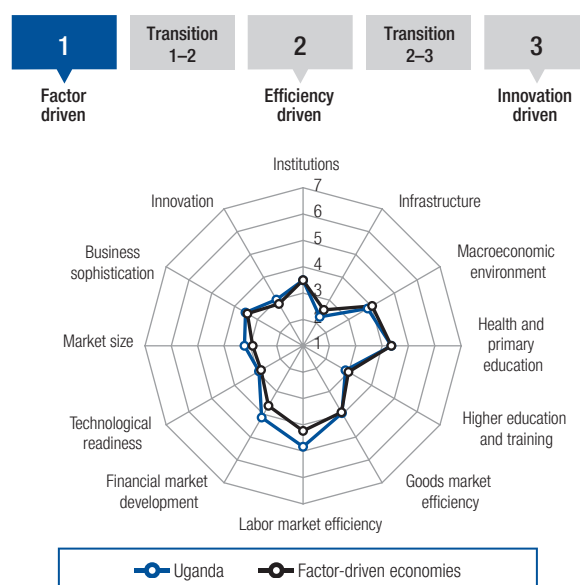 1
Transition
1–2
2
Transition
2–3
3
Factor
driven
Efficiency
driven
Innovation
driven
Institutions
Infrastructure
Macroeconomic
environment
Health and
primary
education
Higher education
and training
Goods market
efficiency
Labor market efficiency
Financial market
development
Technological
readiness
Market size
Business
sophistication
Innovation
7
6
5
4
3
2
1
Uganda
Factor-driven economies